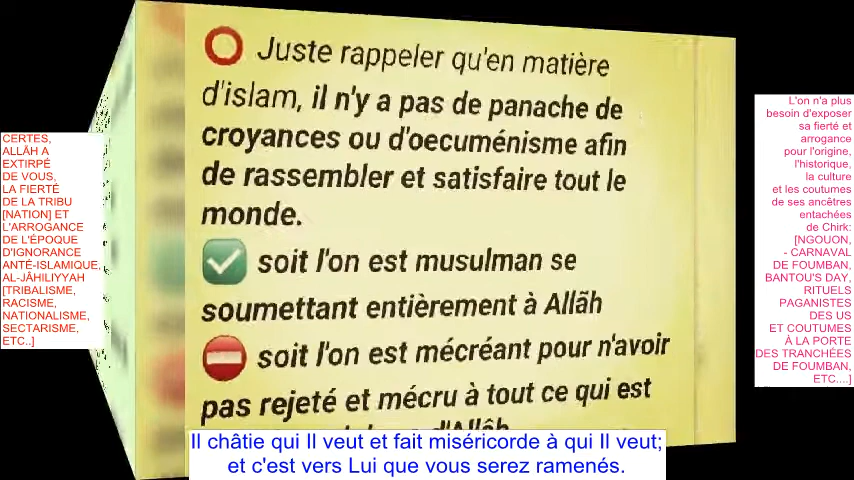 ⭕ Juste rappeler qu'en matière
d'islam, il n'y a pas de panache de
croyances ou d'oecuménisme afin
de rassembler et satisfaire tout le
monde.
✅ soit l'on est musulman se
soumettant entièrement à Allãh
⛔ soit l'on est mécréant pour n'avoir
pas rejeté et mécru à tout ce qui est
d'Allâh
CERTES,
ALLÂH A
EXTIRPÉ
DE VOUS,
LA FIERTÉ
DE LA TRIBU
[NATION] ET
L'ARROGANCE
DE L'ÉPOQUE
D'IGNORANCE
ANTÉ-ISLAMIQUE,
AL-JÂHILIYYAH
[TRIBALISME,
RACISME,
NATIONALISME,
SECTARISME,
ETC..]
L'on n'a plus
besoin d'exposer
sa fierté et
arrogance
pour l'origine,
l'historique,
la culture
et les coutumes
de ses ancêtres
entachées
de Chirk:
[NGOUON,
- CARNAVAL
DE FOUMBAN,
BANTOU'S DAY,
RITUELS
PAGANISTES
DES US
ET COUTUMES
À LA PORTE
DES TRANCHÉES
DE FOUMBAN,
ETC....]
Il châtie qui Il veut et fait miséricorde à qui Il veut;
et c'est vers Lui que vous serez ramenés.